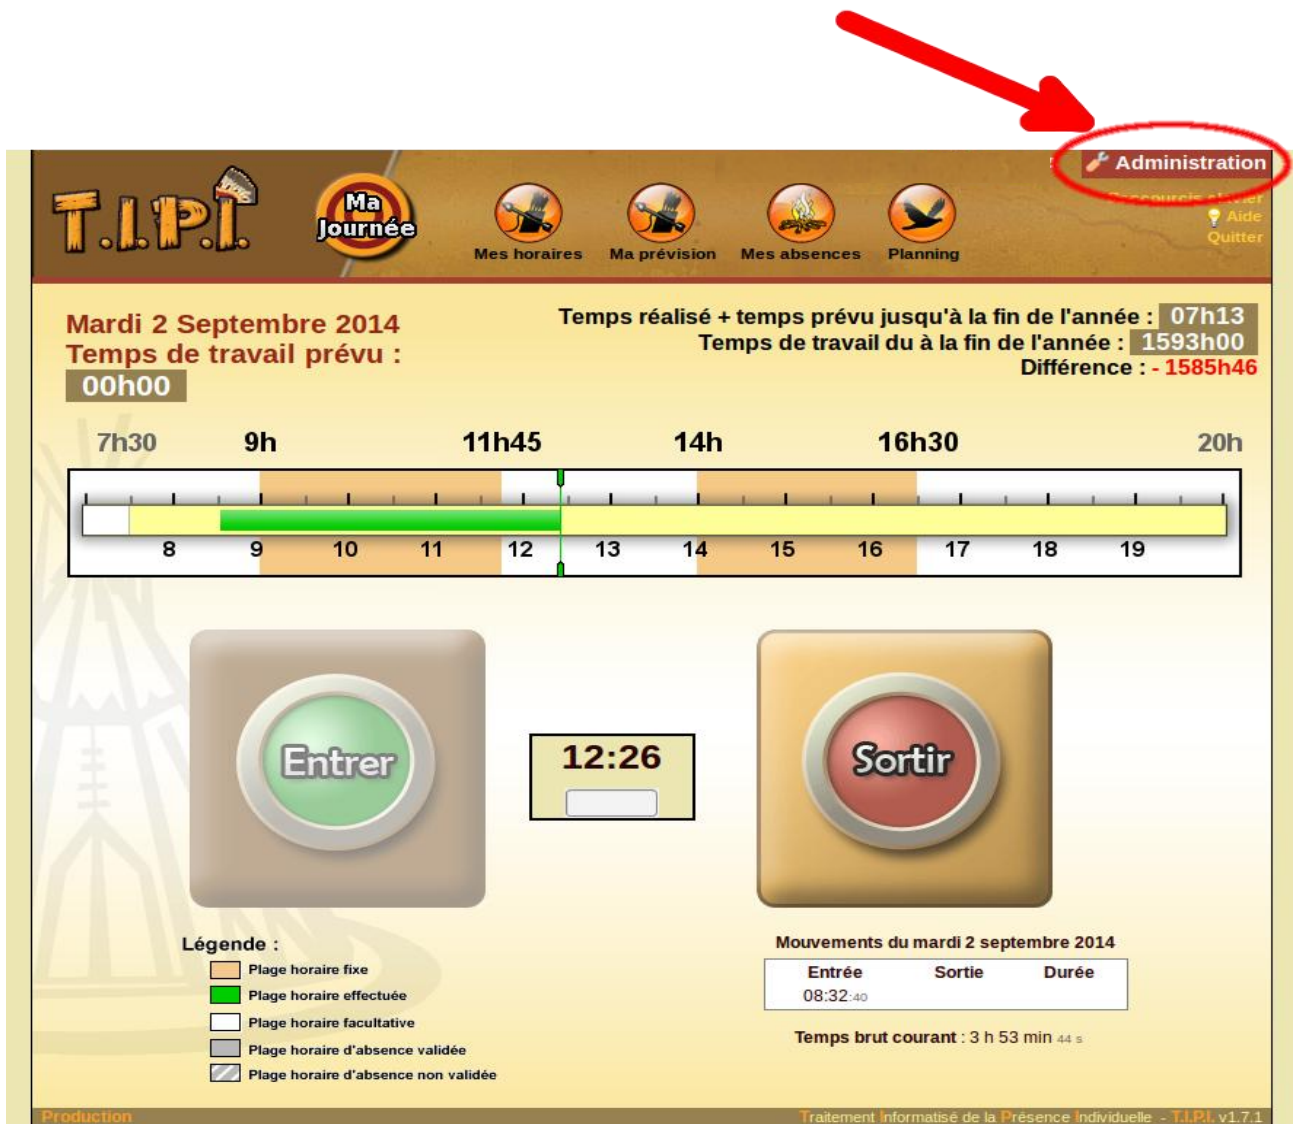 Administration
Raccourcis clavier
Aide
Quitter
T.I.P.I.
Ma
Journée
Mes horaires
Ma prévision
Mes absences
Planning
Mardi 2 Septembre 2014
Temps de travail prévu :
00h00
Temps réalisé + temps prévu jusqu'à la fin de l'année : 07h13
Temps de travail du à la fin de l'année : 1593h00
Différence : - 1585h46
7h30 9h 11h45 14h 16h30 20h
8 9 10 11 12 13 14 15 16 17 18 19
Entrer
12:26
Sortir
Légende :
Plage horaire fixe
Plage horaire effectuée
Plage horaire facultative
Plage horaire d'absence validée
Plage horaire d'absence non validée
Mouvements du mardi 2 septembre 2014
Entrée Sortie Durée
08:32:40
Temps brut courant : 3 h 53 min 44 s
Production
Traitement Informatisé de la Présence Individuelle - T.I.P.I. v1.7.1